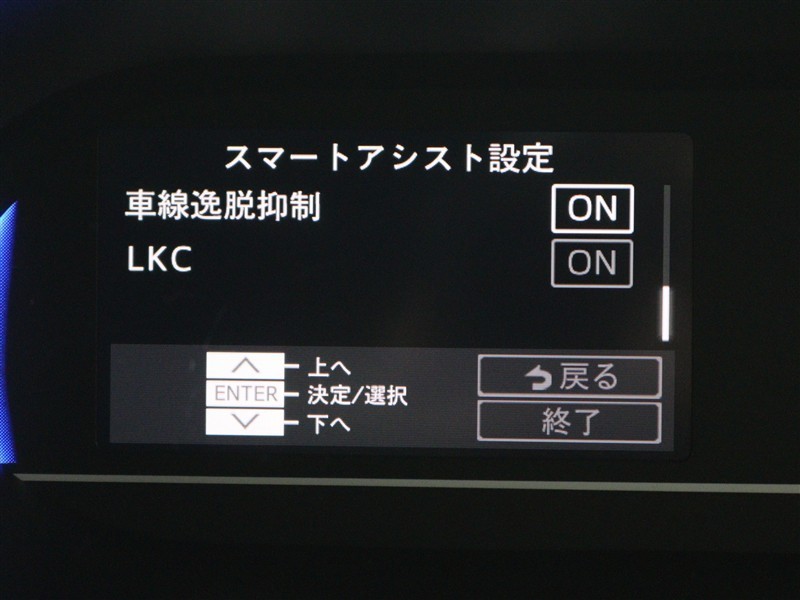 スマートアシスト設定
車線逸脱抑制 ON
LKC ON
上へ
ENTER 決定/選択
下へ
戻る
終了